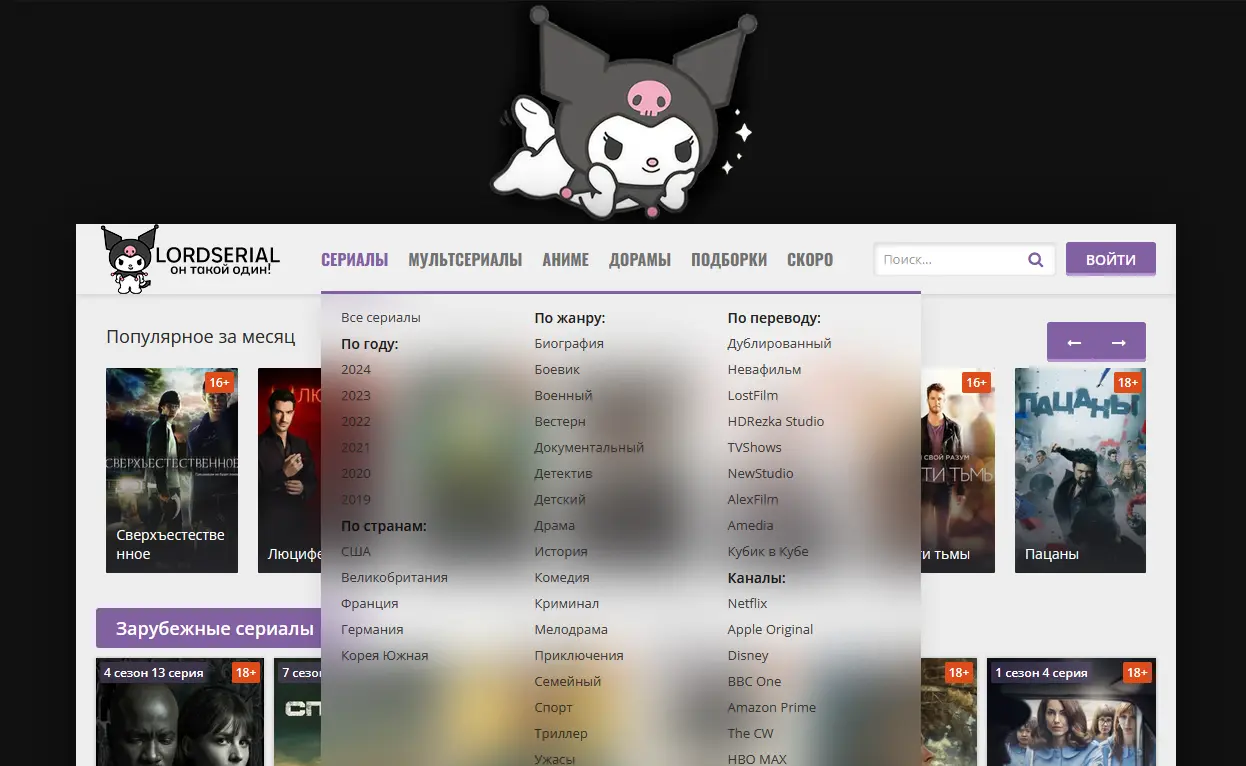 LORDSERIAL
он такой один!
СЕРИАЛЫ МУЛЬТСЕРИАЛЫ АНИМЕ ДОРАМЫ ПОДБОРКИ СКОРО
Поиск...
ВОЙТИ
Популярное за месяц
← →
16+
СВЕРХЪЕСТЕСТВЕННОЕ
Сверхъестестве
нное
ЛЮ
Люцифе
Все сериалы
По году:
2024
2023
2022
2021
2020
2019
По странам:
США
Великобритания
Франция
Германия
Корея Южная
По жанру:
Биография
Боевик
Военный
Вестерн
Документальный
Детектив
Детский
Драма
История
Комедия
Криминал
Мелодрама
Приключения
Семейный
Спорт
Триллер
Ужасы
По переводу:
Дублированный
Невафильм
LostFilm
HDRezka Studio
TVShows
NewStudio
AlexFilm
Amedia
Кубик в Кубе
Каналы:
Netflix
Apple Original
Disney
BBC One
Amazon Prime
The CW
HBO MAX
16+
СВОЙ РАЗУМ
ТИ ТЬМЫ
и тьмы
18+
ПАЦАНЫ
Пацаны
Зарубежные сериалы
4 сезон 13 серия
18+
7 сезо
СП
18+
1 сезон 4 серия
18+